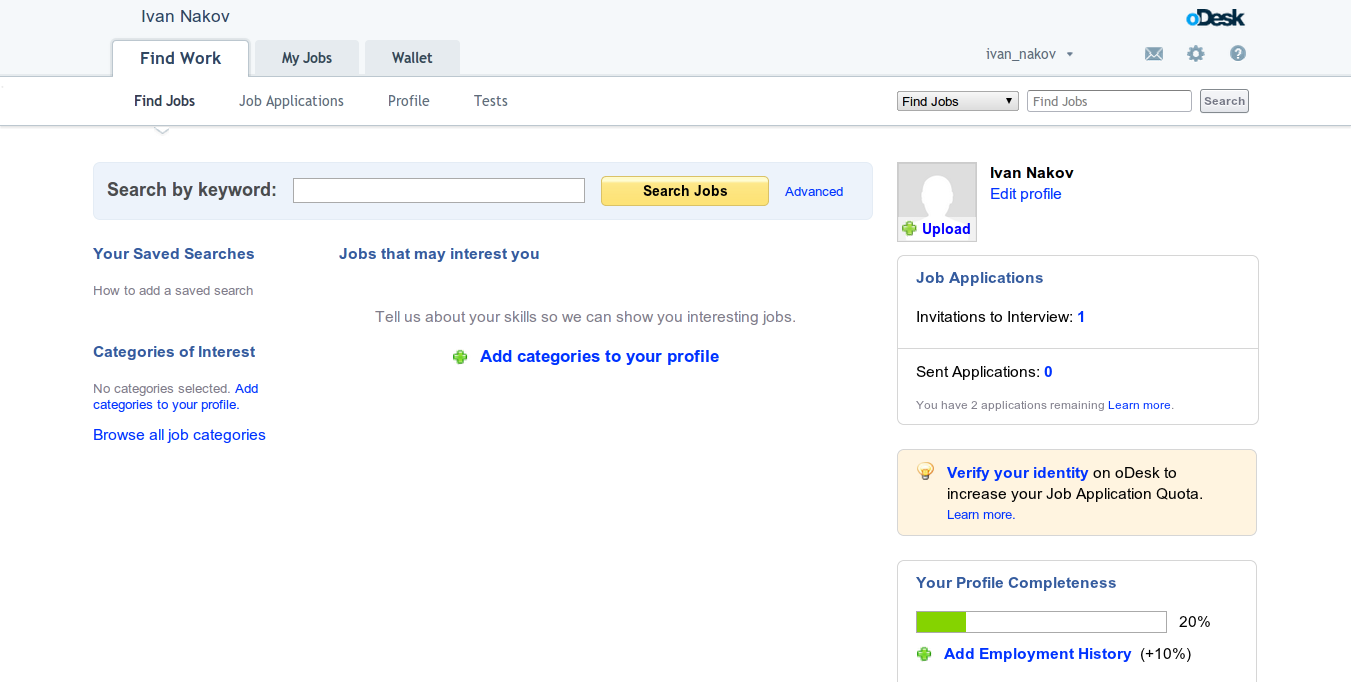 Ivan Nakov
oDesk
Find Work
My Jobs
Wallet
ivan_nakov
Find Jobs
Job Applications
Profile
Tests
Find Jobs
Find Jobs
Search
Search by keyword:
Search Jobs
Advanced
Your Saved Searches
How to add a saved search
Categories of Interest
No categories selected. Add
categories to your profile.
Browse all job categories
Jobs that may interest you
Tell us about your skills so we can show you interesting jobs.
Add categories to your profile
Ivan Nakov
Edit profile
Upload
Job Applications
Invitations to Interview: 1
Sent Applications: 0
You have 2 applications remaining Learn more.
Verify your identity on oDesk to
increase your Job Application Quota.
Learn more.
Your Profile Completeness
20%
Add Employment History (+10%)